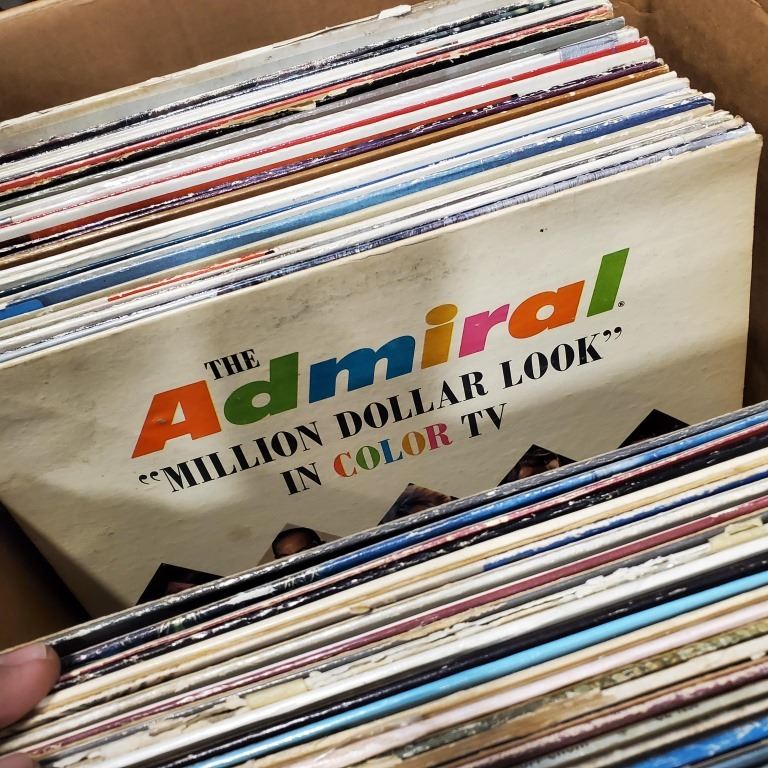 THE
Admiral®
“MILLION DOLLAR LOOK”
IN COLOR TV